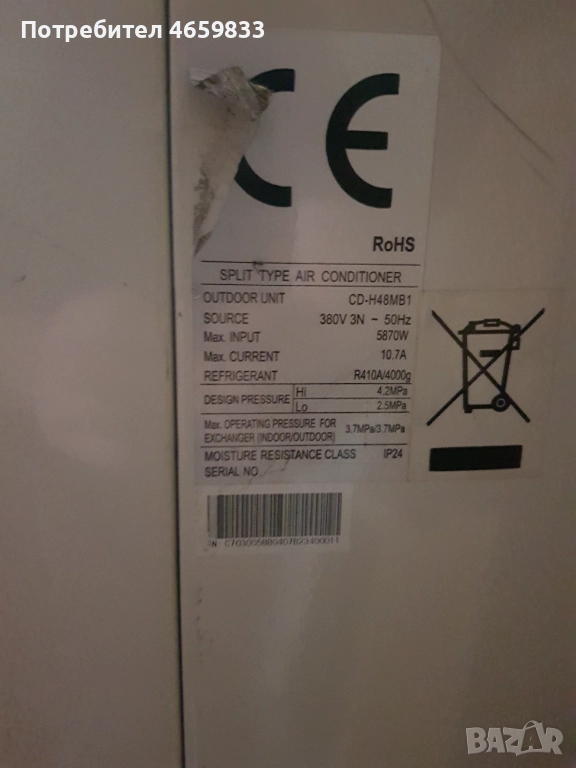 Потребител 4659833
CE
RoHS
SPLIT TYPE AIR CONDITIONER
OUTDOOR UNIT CD-H48MB1
SOURCE 380V 3N ~ 50Hz
Max. INPUT 5870W
Max. CURRENT 10.7A
REFRIGERANT R410A/4000g
DESIGN PRESSURE Hi 4.2MPa
Lo 2.5MPa
Max. OPERATING PRESSURE FOR
EXCHANGER (INDOOR/OUTDOOR) 3.7MPa/3.7MPa
MOISTURE RESISTANCE CLASS IP24
SERIAL NO.
BAZAR